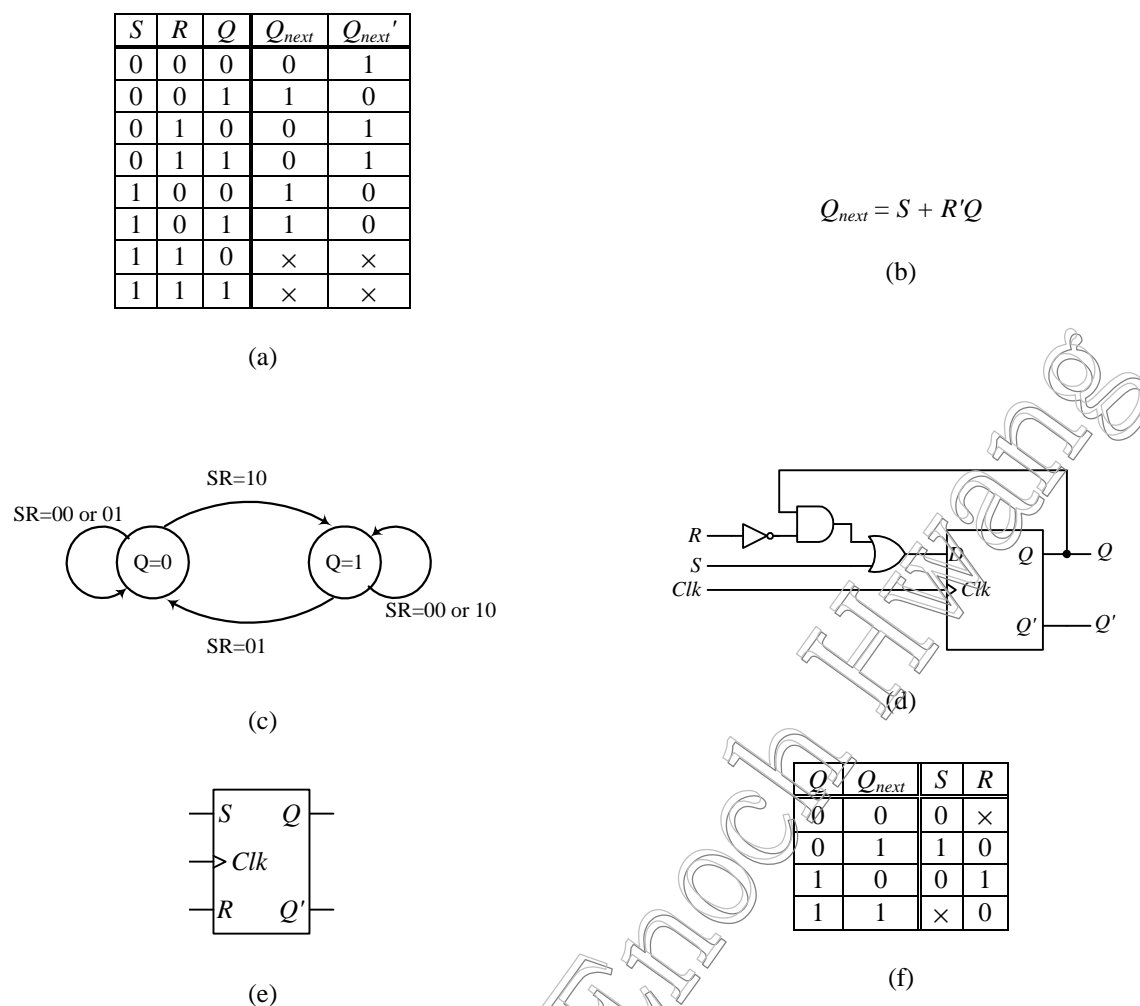 S R Q Qnext Qnext'
0 0 0 0 1
0 0 1 1 0
0 1 0 0 1
0 1 1 0 1
1 0 0 1 0
1 0 1 1 0
1 1 0 × ×
1 1 1 × ×
(a)
Qnext = S + R'Q
(b)
SR=10
SR=00 or 01
Q=0
Q=1
SR=00 or 10
SR=01
(c)
R
S
Clk
D
Q
Clk
Q'
Q
Q'
(d)
S
Q
Clk
R
Q'
(e)
Q Qnext S R
0 0 0 ×
0 1 1 0
1 0 0 1
1 1 × 0
(f)
Enoch Hwang